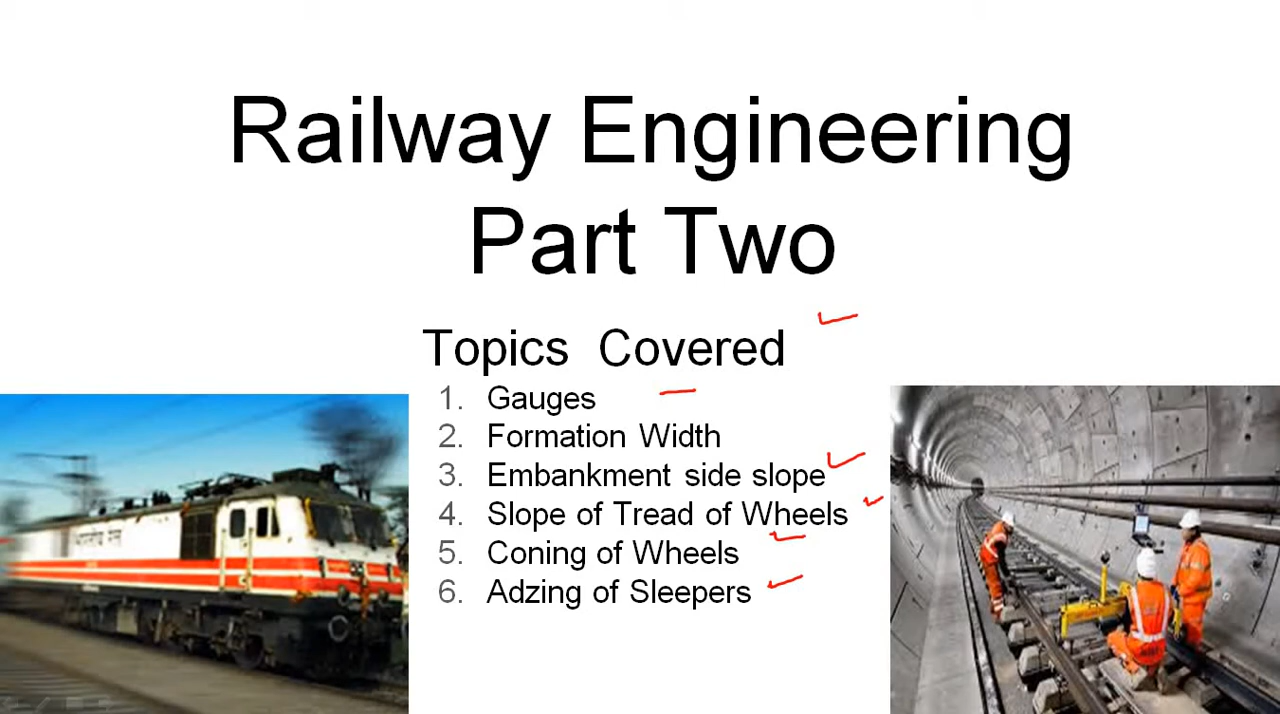 Railway Engineering
Part Two
Topics Covered
1. Gauges
2. Formation Width
3. Embankment side slope
4. Slope of Tread of Wheels
5. Coning of Wheels
6. Adzing of Sleepers
भारतीय रेल